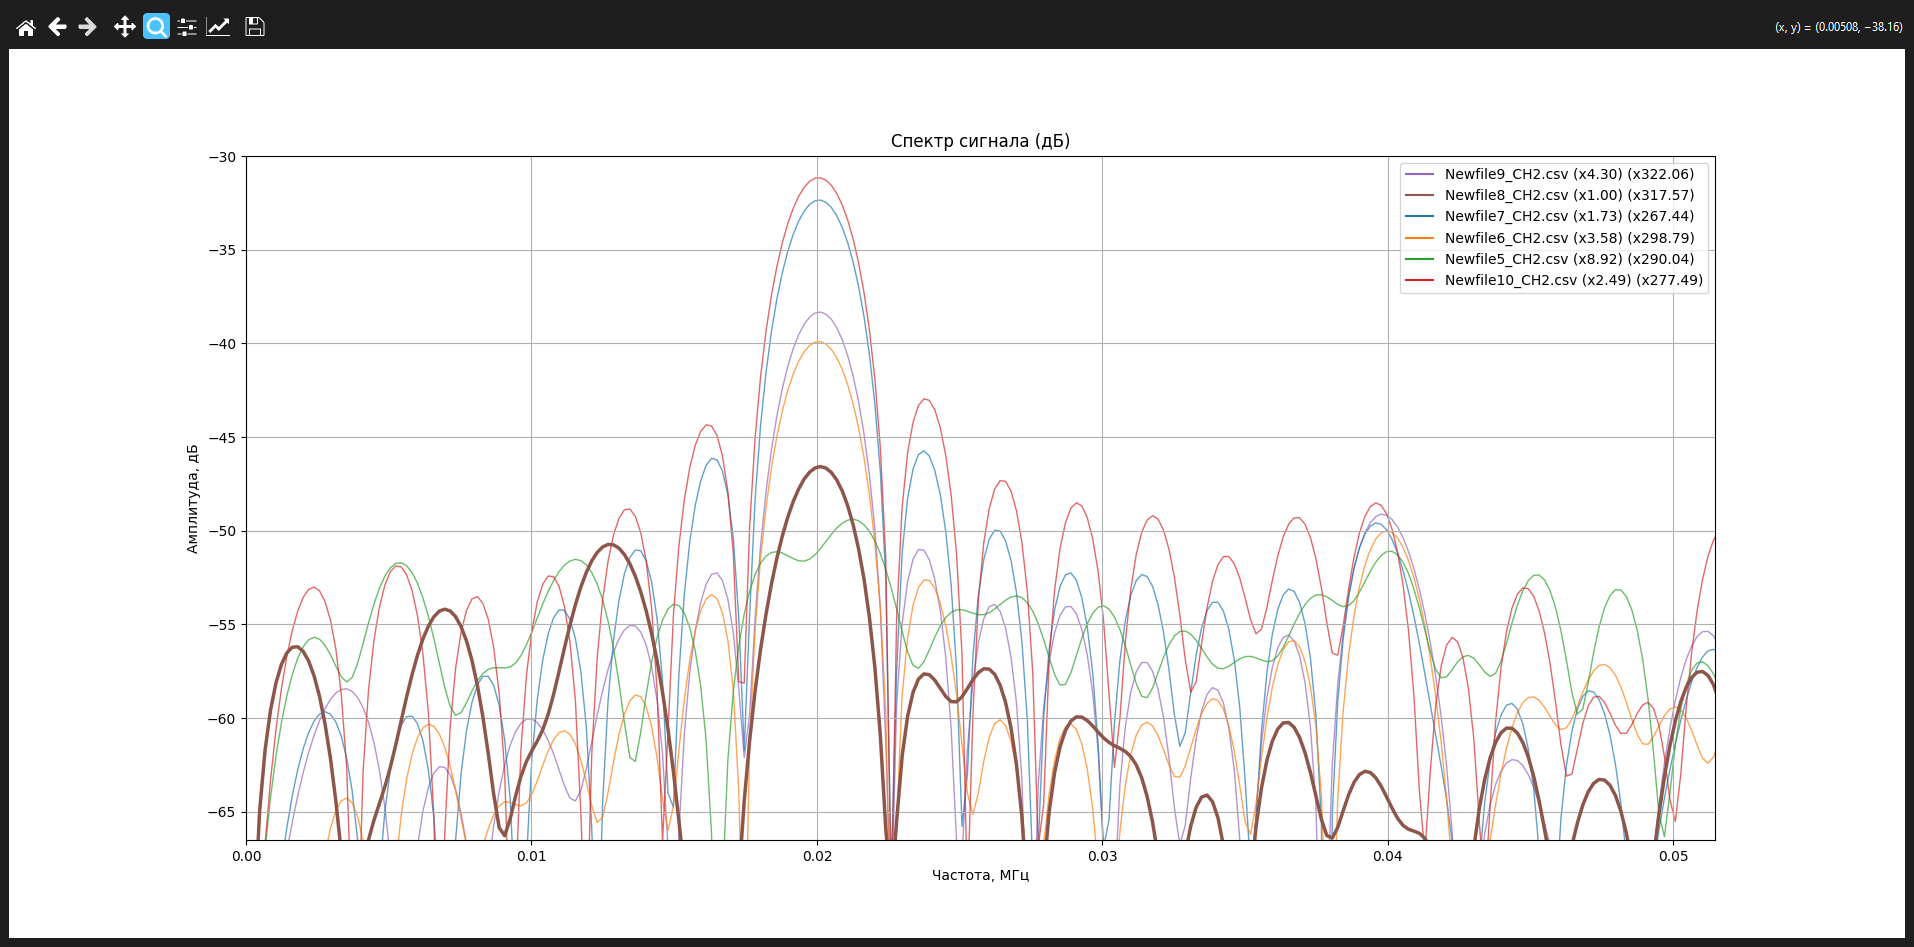 (x, y) = (0.00508, −38.16)
Спектр сигнала (дБ)
−30
−35
−40
−45
−50
−55
−60
−65
Амплитуда, дБ
Newfile9_CH2.csv (x4.30) (x322.06)
Newfile8_CH2.csv (x1.00) (x317.57)
Newfile7_CH2.csv (x1.73) (x267.44)
Newfile6_CH2.csv (x3.58) (x298.79)
Newfile5_CH2.csv (x8.92) (x290.04)
Newfile10_CH2.csv (x2.49) (x277.49)
0.00 0.01 0.02 0.03 0.04 0.05
Частота, МГц